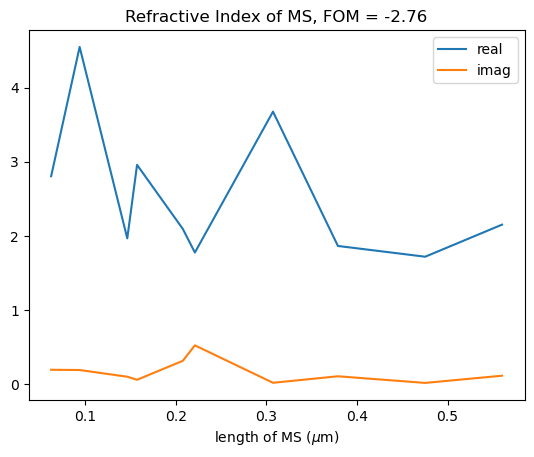 Refractive Index of MS, FOM = -2.76
real
imag
4
3
2
1
0
0.1 0.2 0.3 0.4 0.5
length of MS (μm)